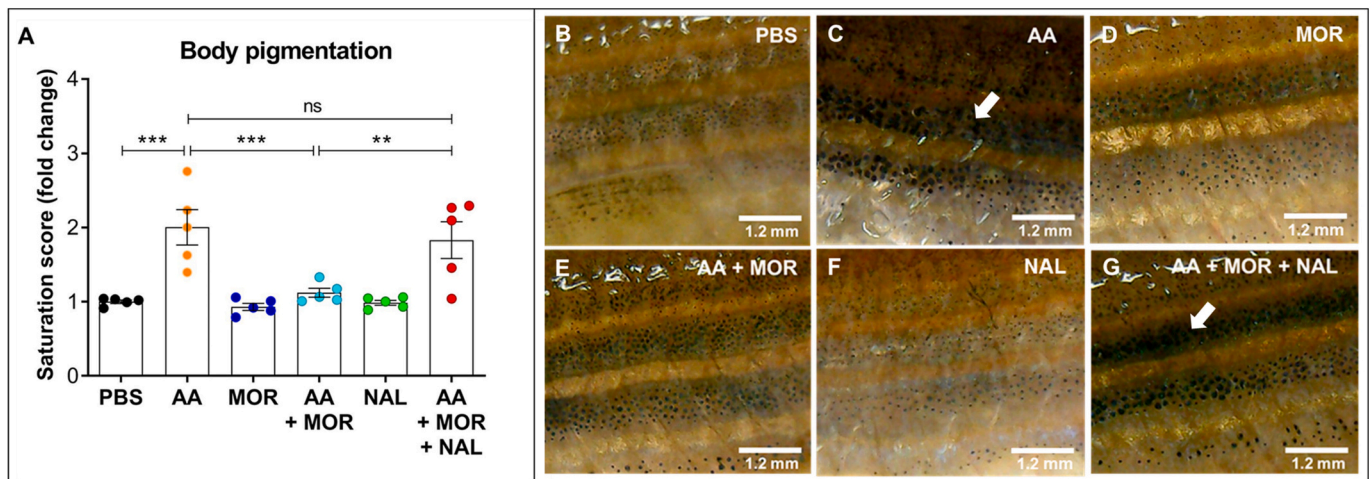 A
Body pigmentation
Saturation score (fold change)
4
3
2
1
0
ns
*** *** **
PBS AA MOR AA + MOR NAL AA + MOR + NAL
B PBS
1.2 mm
C AA
1.2 mm
D MOR
1.2 mm
E AA + MOR
1.2 mm
F NAL
1.2 mm
G AA + MOR + NAL
1.2 mm